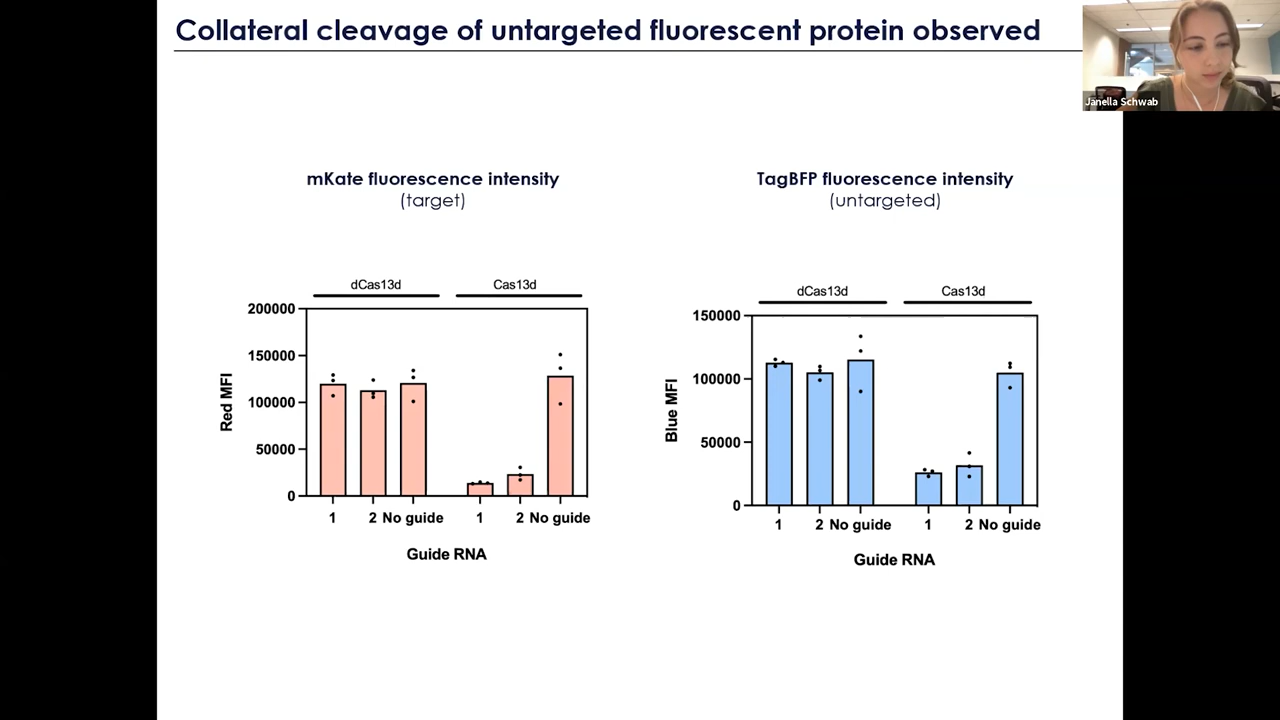 Collateral cleavage of untargeted fluorescent protein observed
Janella Schwab
mKate fluorescence intensity
(target)
dCas13d Cas13d
200000
150000
100000
50000
0
Red MFI
1 2 No guide 1 2 No guide
Guide RNA
TagBFP fluorescence intensity
(untargeted)
dCas13d Cas13d
150000
100000
50000
0
Blue MFI
1 2 No guide 1 2 No guide
Guide RNA